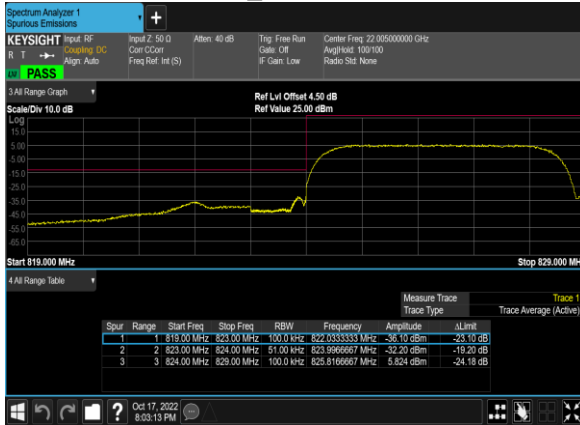 Spectrum Analyzer 1
Spurious Emissions
+
KEYSIGHT Input: RF Input Z: 50 Ω Atten: 40 dB Trig: Free Run Center Freq: 22.005000000 GHz
R T Coupling: DC Corr CCorr Gate: Off Avg|Hold: 100/100
Align: Auto Freq Ref: Int (S) IF Gain: Low Radio Std: None
PASS
3 All Range Graph
Ref Lvl Offset 4.50 dB
Scale/Div 10.0 dB Ref Value 25.00 dBm
Log
15.0
5.00
-5.00
-15.0
-25.0
-35.0
-45.0
-55.0
-65.0
Start 819.000 MHz Stop 829.000 MH
4 All Range Table
Measure Trace Trace 1
Trace Type Trace Average (Active)
Spur Range Start Freq Stop Freq RBW Frequency Amplitude ΔLimit
1 1 819.00 MHz 823.00 MHz 100.0 kHz 822.0333333 MHz -36.10 dBm -23.10 dB
2 2 823.00 MHz 824.00 MHz 51.00 kHz 823.9966667 MHz -32.20 dBm -19.20 dB
3 3 824.00 MHz 829.00 MHz 100.0 kHz 825.8166667 MHz 5.824 dBm -24.18 dB
? Oct 17, 2022
8:03:13 PM